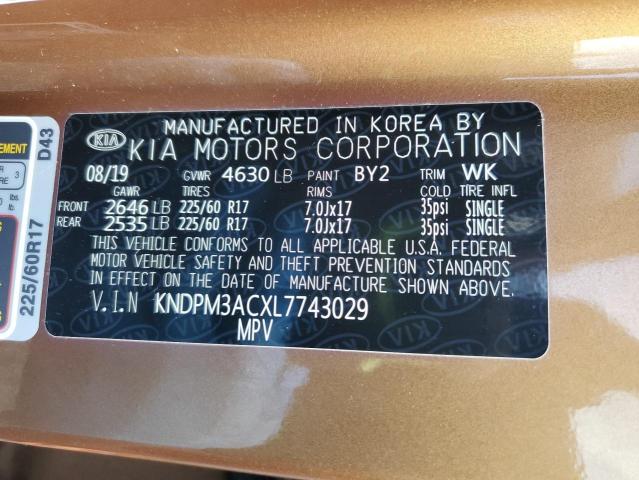 MANUFACTURED IN KOREA BY
KIA KIA MOTORS CORPORATION
08/19 GVWR 4630 LB PAINT BY2 TRIM WK
GAWR TIRES RIMS COLD TIRE INFL
FRONT 2646 LB 225/60 R17 7.0Jx17 35psi SINGLE
REAR 2535 LB 225/60 R17 7.0Jx17 35psi SINGLE
THIS VEHICLE CONFORMS TO ALL APPLICABLE U.S.A. FEDERAL
MOTOR VEHICLE SAFETY AND THEFT PREVENTION STANDARDS
IN EFFECT ON THE DATE OF MANUFACTURE SHOWN ABOVE.
V.I.N KNDPM3ACXL7743029
MPV
D43
225/60R17
3